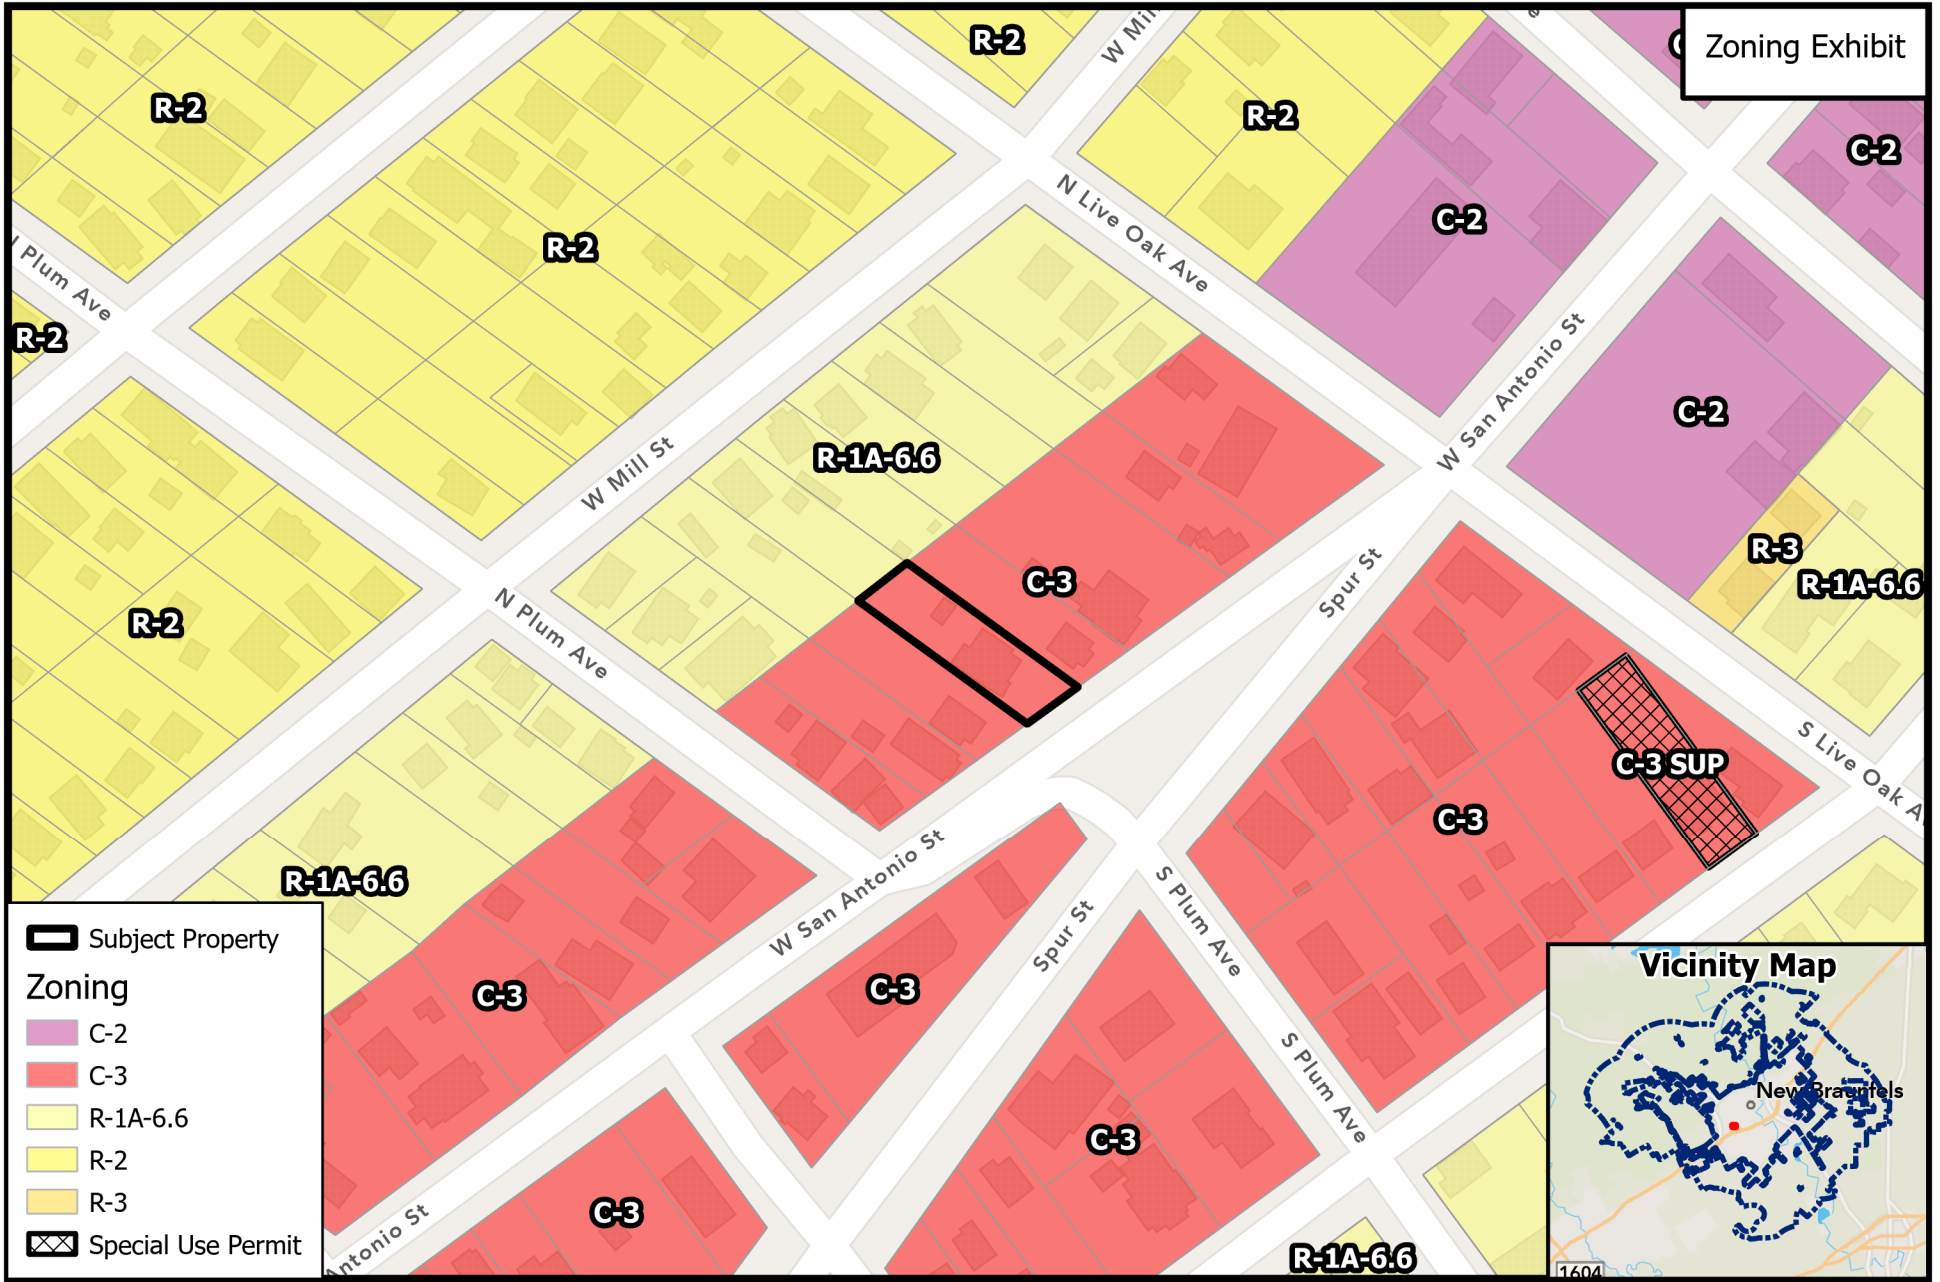 Zoning Exhibit
R-2
W Mill
R-2
R-2
C-2
N Live Oak Ave
C-2
R-2
N Plum Ave
R-2
W San Antonio St
C-2
R-1A-6.6
W Mill St
R-3
R-1A-6.6
C-3
Spur St
R-2
N Plum Ave
S Live Oak A
C-3 SUP
C-3
R-1A-6.6
W San Antonio St
S Plum Ave
Spur St
C-3
C-3
S Plum Ave
C-3
C-3
Antonio St
R-1A-6.6
Subject Property
Zoning
C-2
C-3
R-1A-6.6
R-2
R-3
Special Use Permit
Vicinity Map
New Braunfels
1604